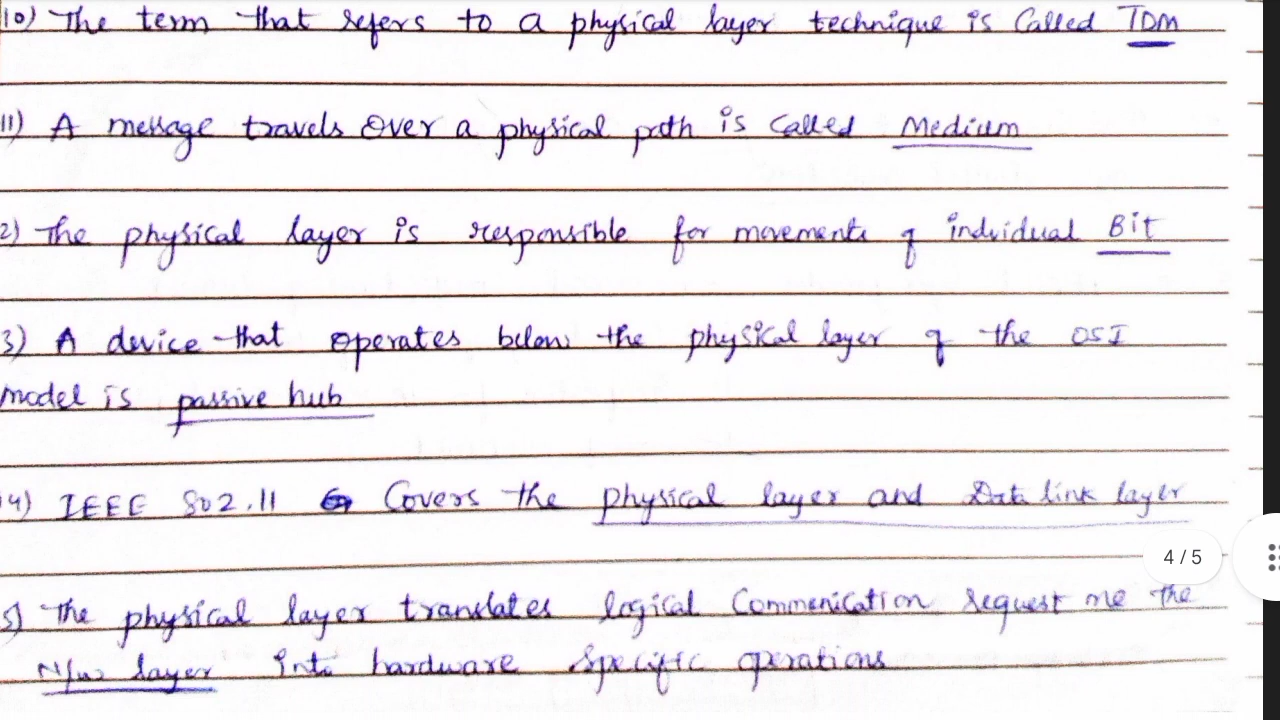 10) The term that refers to a physical layer technique is Called TDM
11) A message travels Over a physical path is called Medium
2) The physical layer is responsible for movements of individual Bit
3) A device that operates below the physical layer of the OSI
model is passive hub
14) IEEE 802.11 Covers the physical layer and Data link layer
4/5
5) The physical layer translates logical Communication request the
N/w layer into hardware specific operations